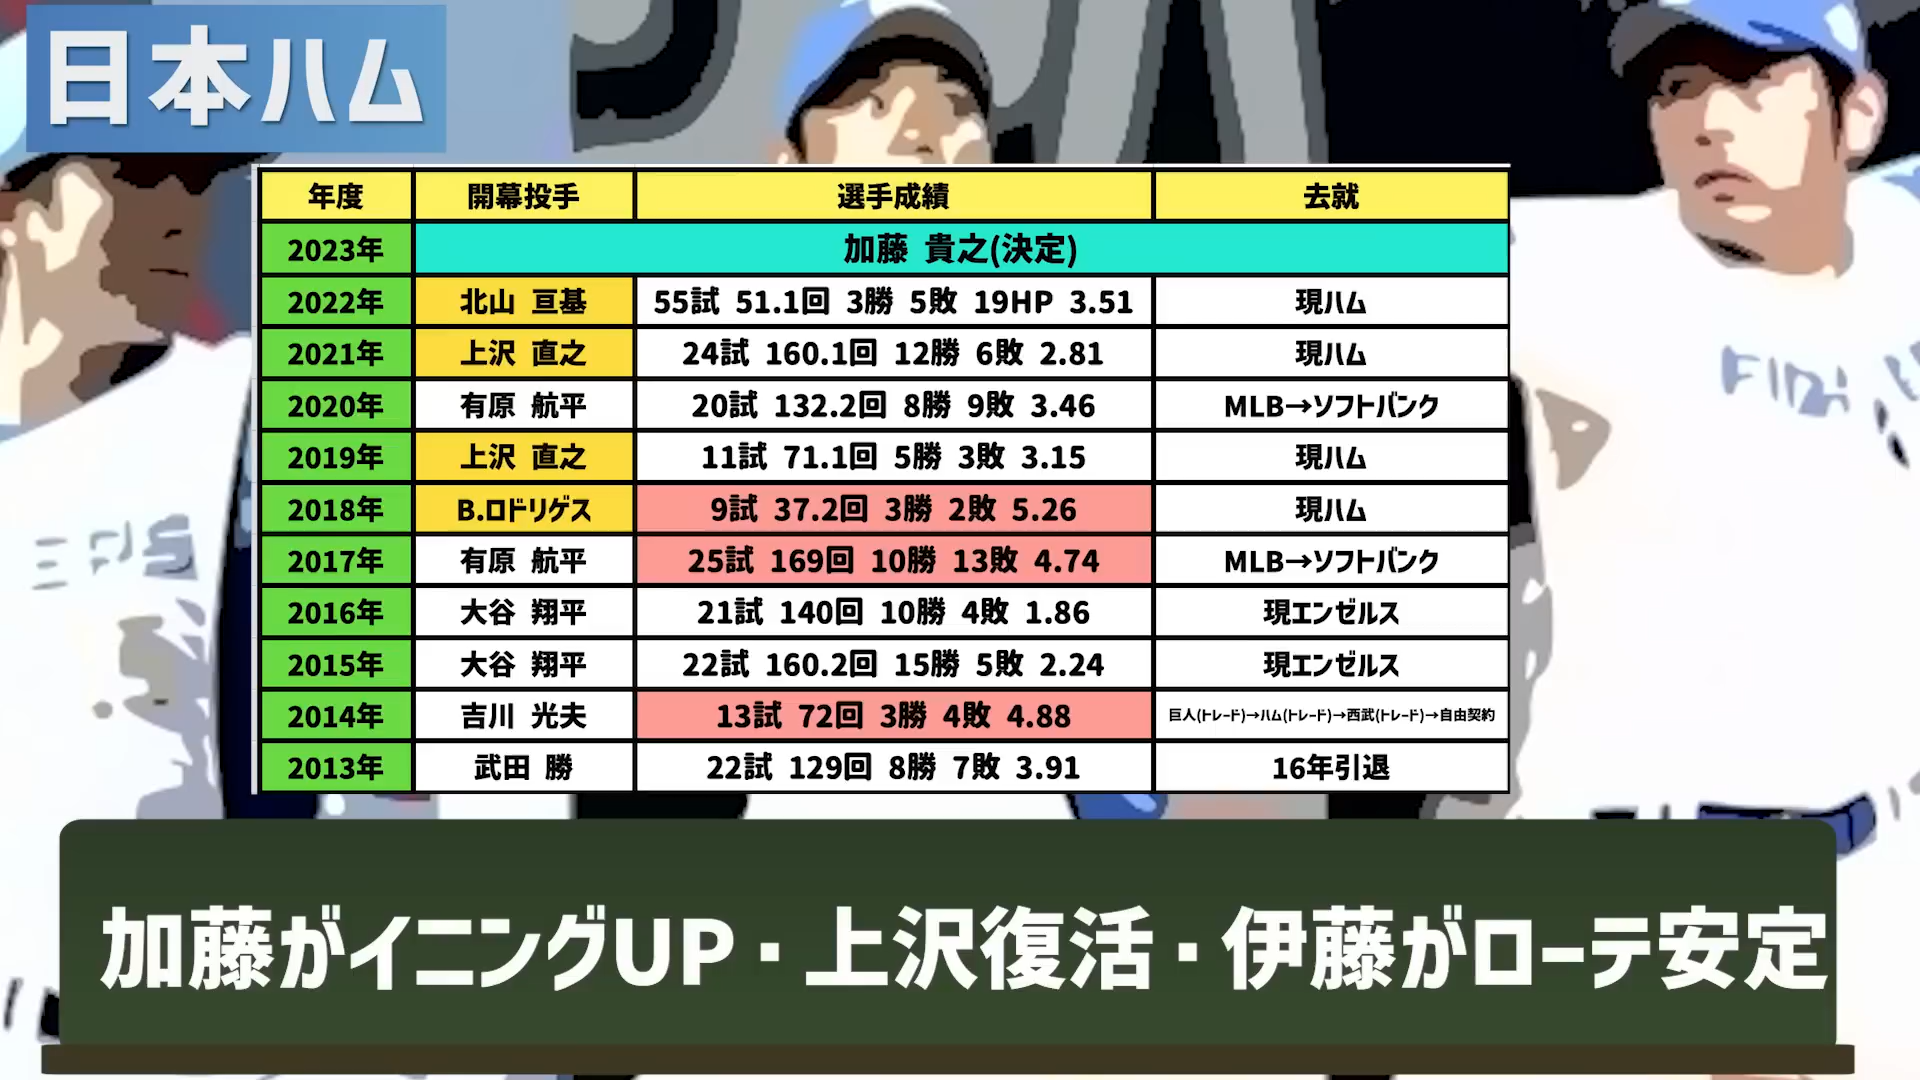 日本ハム
年度 開幕投手 選手成績 去就
2023年 加藤 貴之(決定)
2022年 北山 亘基 55試 51.1回 3勝 5敗 19HP 3.51 現ハム
2021年 上沢 直之 24試 160.1回 12勝 6敗 2.81 現ハム
2020年 有原 航平 20試 132.2回 8勝 9敗 3.46 MLB→ソフトバンク
2019年 上沢 直之 11試 71.1回 5勝 3敗 3.15 現ハム
2018年 B.ロドリゲス 9試 37.2回 3勝 2敗 5.26 現ハム
2017年 有原 航平 25試 169回 10勝 13敗 4.74 MLB→ソフトバンク
2016年 大谷 翔平 21試 140回 10勝 4敗 1.86 現エンゼルス
2015年 大谷 翔平 22試 160.2回 15勝 5敗 2.24 現エンゼルス
2014年 吉川 光夫 13試 72回 3勝 4敗 4.88 巨人(トレード)→ハム(トレード)→西武(トレード)→自由契約
2013年 武田 勝 22試 129回 8勝 7敗 3.91 16年引退
加藤がイニングUP・上沢復活・伊藤がローテ安定